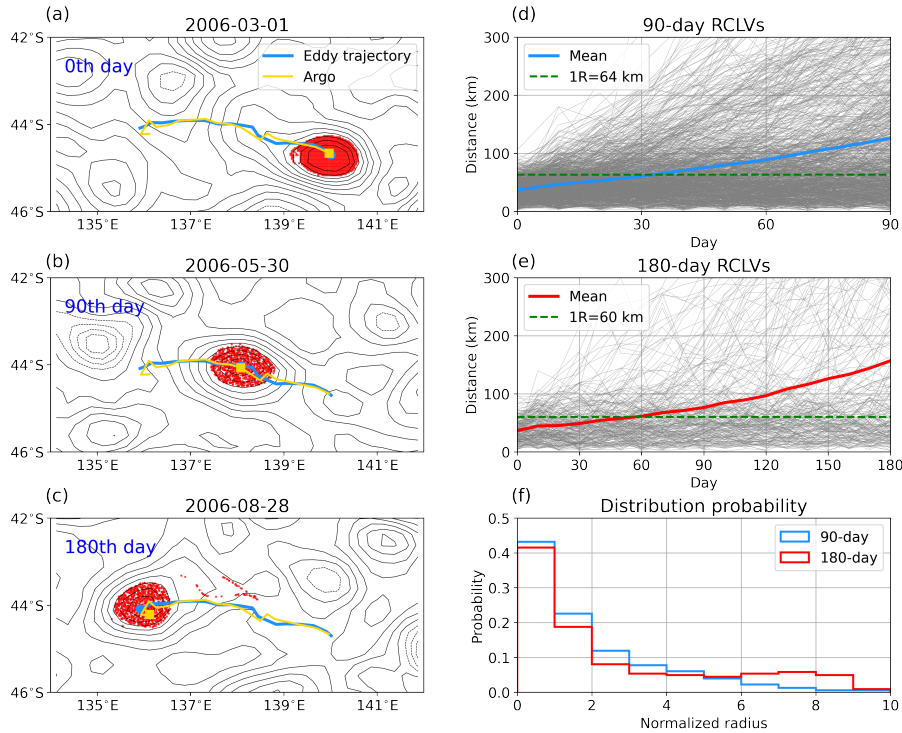 (a)
2006-03-01
42°S
44°S
46°S
0th day
Eddy trajectory
Argo
135°E
137°E
139°E
141°E
(b)
2006-05-30
42°S
44°S
46°S
90th day
135°E
137°E
139°E
141°E
(c)
2006-08-28
42°S
44°S
46°S
180th day
135°E
137°E
139°E
141°E
(d)
90-day RCLVs
Distance (km)
300
200
100
0
Mean
1R=64 km
0
30
60
90
Day
(e)
180-day RCLVs
Distance (km)
300
200
100
0
Mean
1R=60 km
0
30
60
90
120
150
180
Day
(f)
Distribution probability
Probability
0.5
0.4
0.3
0.2
0.1
0.0
90-day
180-day
0
2
4
6
8
10
Normalized radius